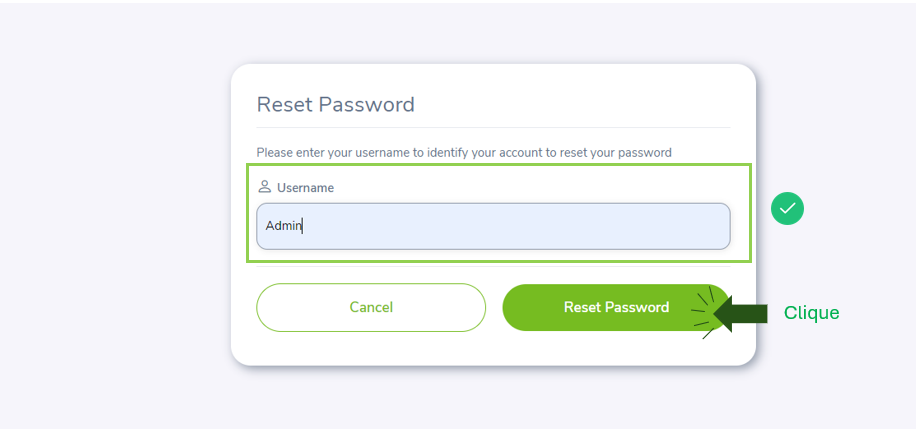 Reset Password
Please enter your username to identify your account to reset your password
Username
Admin
Cancel
Reset Password
Clique